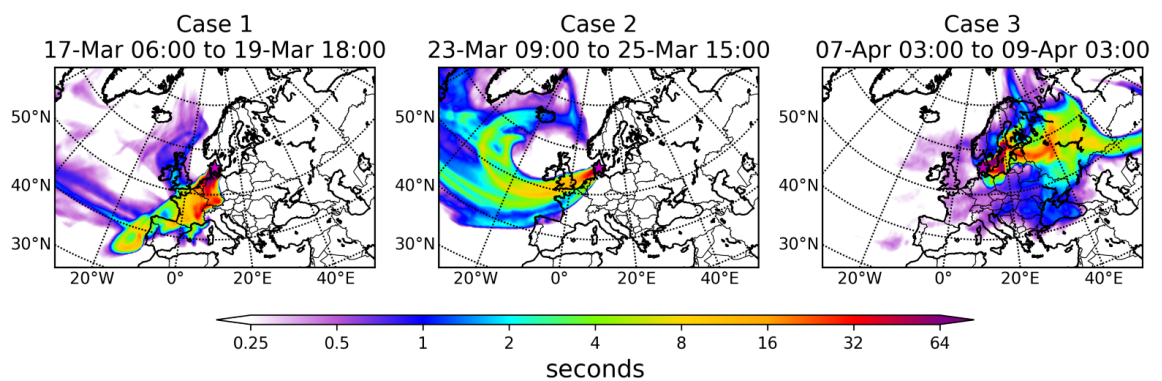 Case 1
17-Mar 06:00 to 19-Mar 18:00
Case 2
23-Mar 09:00 to 25-Mar 15:00
Case 3
07-Apr 03:00 to 09-Apr 03:00
50°N
40°N
30°N
20°W
0°
20°E
40°E
50°N
40°N
30°N
20°W
0°
20°E
40°E
50°N
40°N
30°N
20°W
0°
20°E
40°E
0.25
0.5
1
2
4
8
16
32
64
seconds